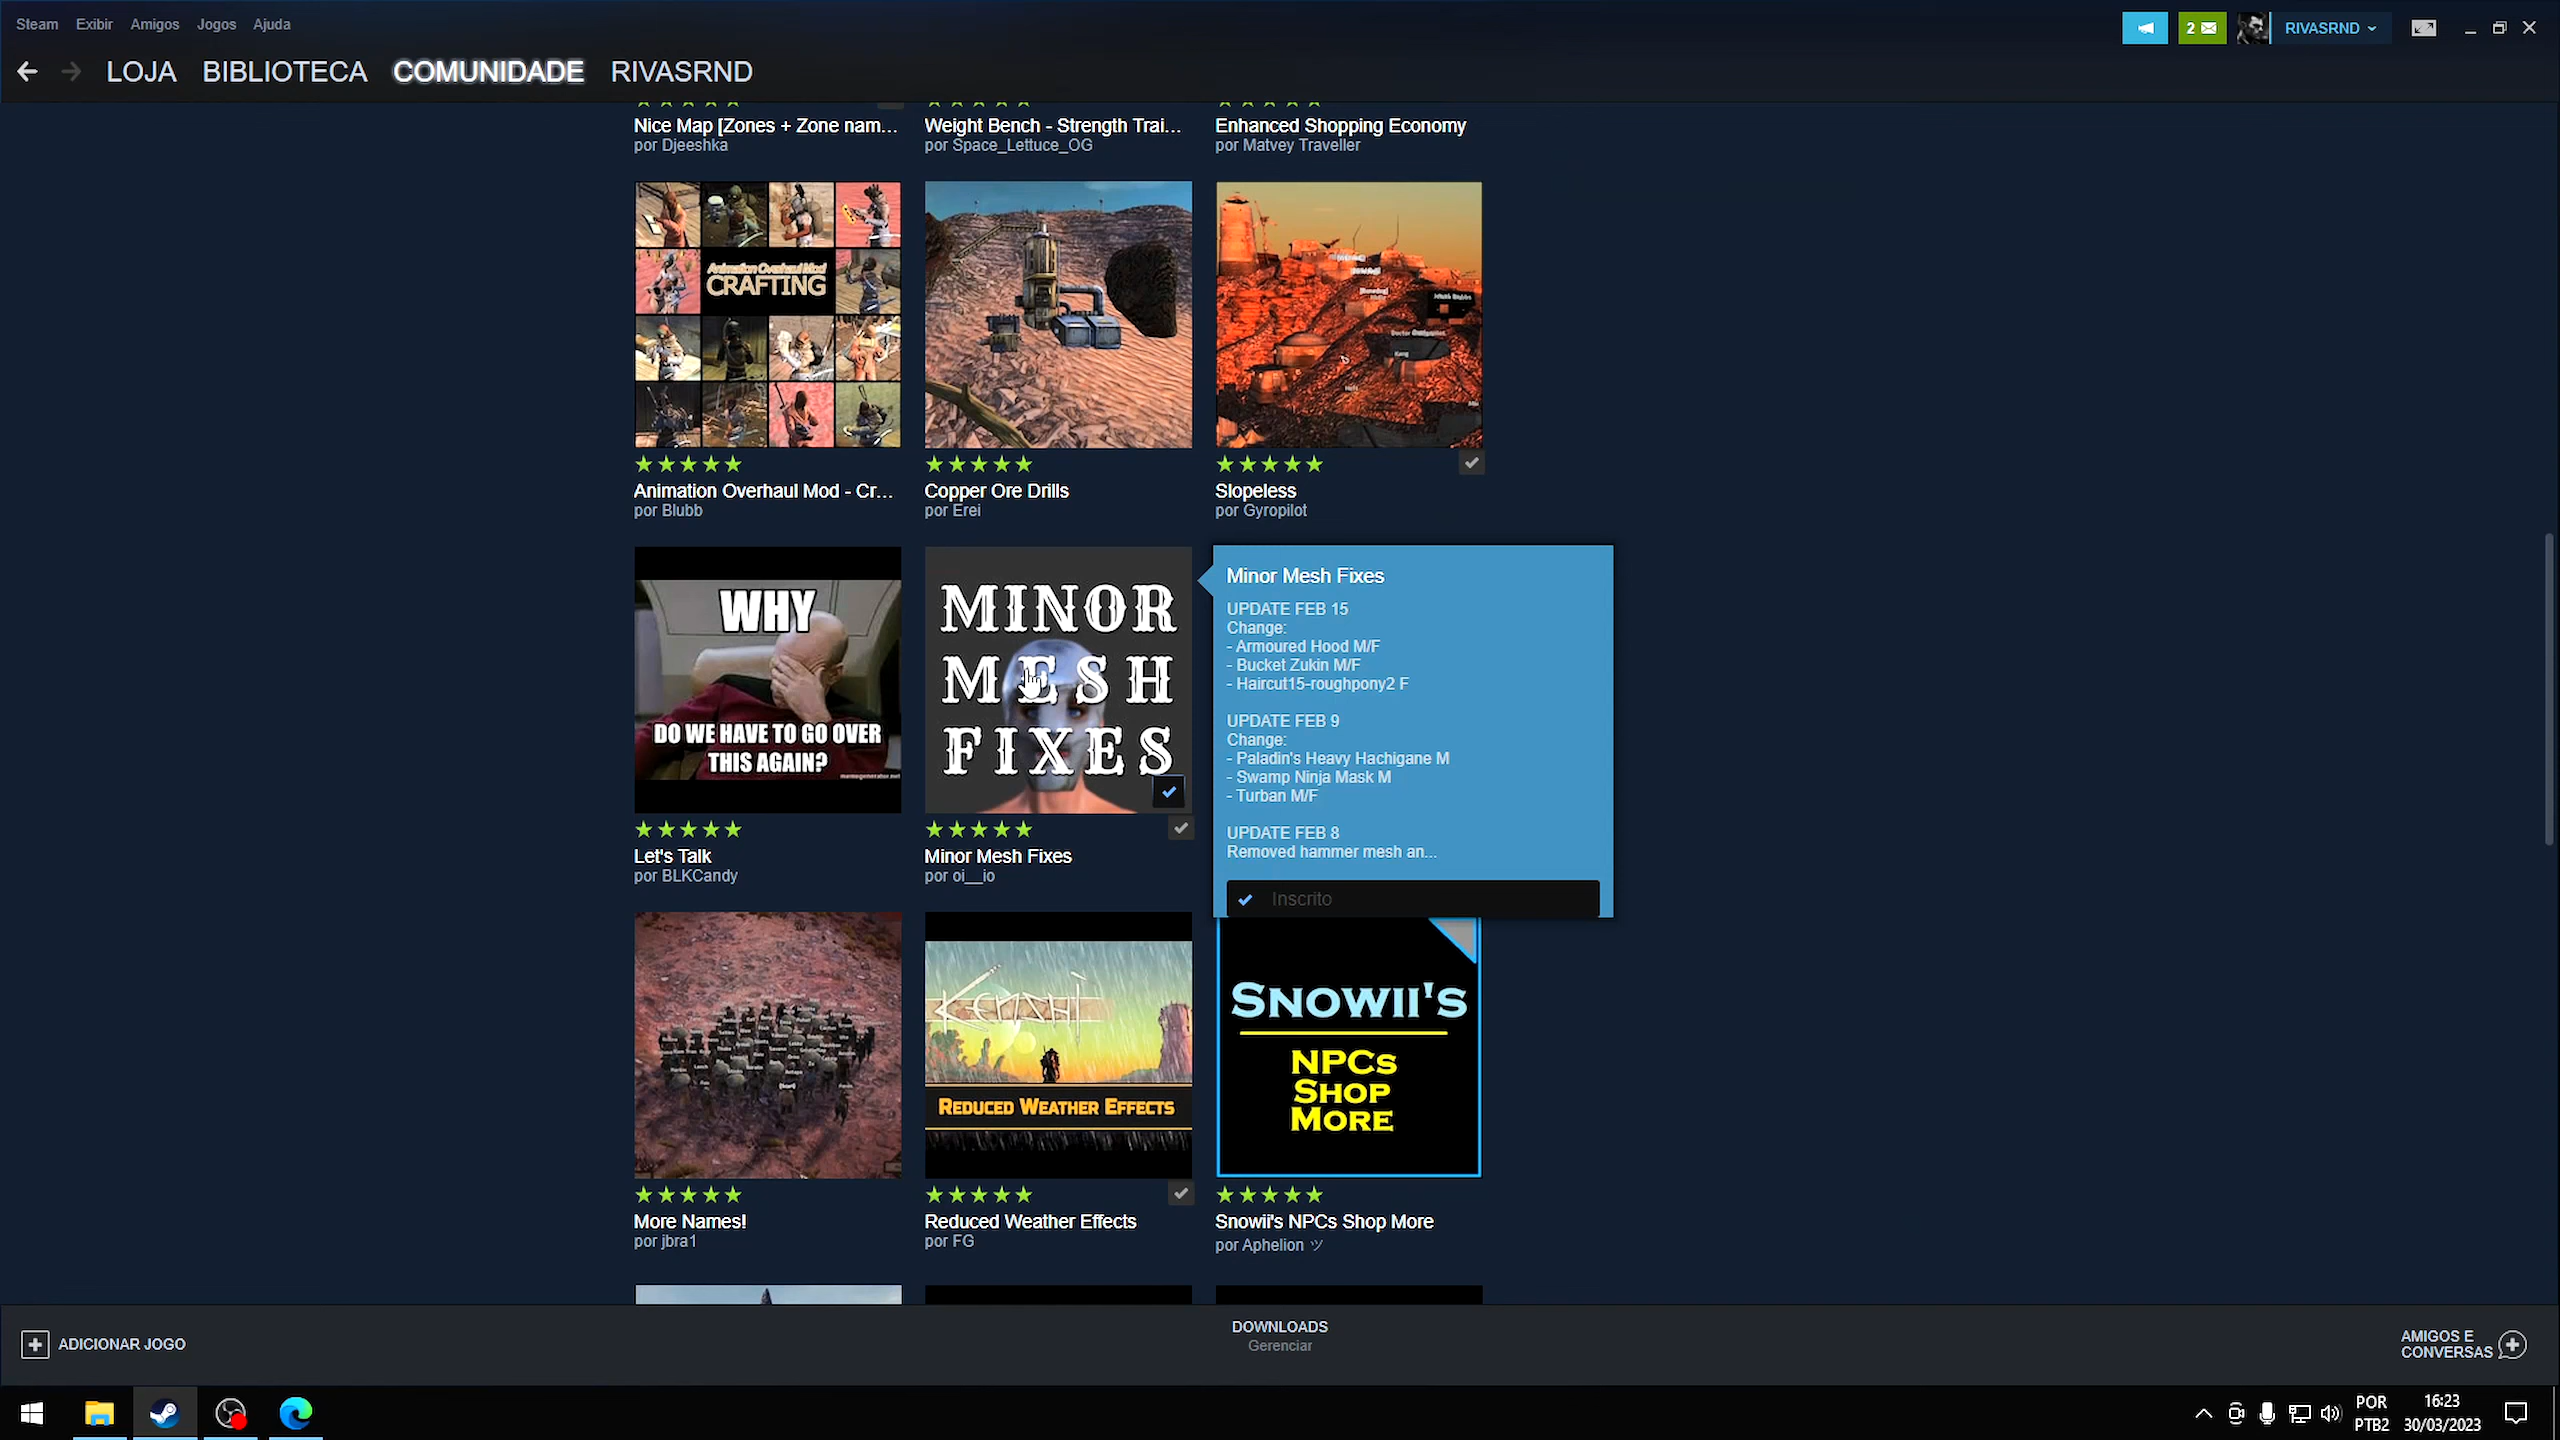 Steam Exibir Amigos Jogos Ajuda
2 RIVASRND
LOJA BIBLIOTECA COMUNIDADE RIVASRND
Nice Map [Zones + Zone nam...
por Djeeshka
Weight Bench - Strength Trai...
por Space_Lettuce_OG
Enhanced Shopping Economy
por Matvey Traveller
Animation Overhaul Mod
CRAFTING
Animation Overhaul Mod - Cr...
por Blubb
Copper Ore Drills
por Erei
Slopeless
por Gyropilot
WHY
DO WE HAVE TO GO OVER
THIS AGAIN?
Let's Talk
por BLKCandy
MINOR
MESH
FIXES
Minor Mesh Fixes
por oi__io
Minor Mesh Fixes
UPDATE FEB 15
Change:
- Armoured Hood M/F
- Bucket Zukin M/F
- Haircut15-roughpony2 F
UPDATE FEB 9
Change:
- Paladin's Heavy Hachigane M
- Swamp Ninja Mask M
- Turban M/F
UPDATE FEB 8
Removed hammer mesh an...
Inscrito
More Names!
por jbra1
KENSHI
REDUCED WEATHER EFFECTS
Reduced Weather Effects
por FG
SNOWII'S
NPCS
SHOP
MORE
Snowii's NPCs Shop More
por Aphelion ツ
ADICIONAR JOGO
DOWNLOADS
Gerenciar
AMIGOS E
CONVERSAS
POR
PTB2
16:23
30/03/2023